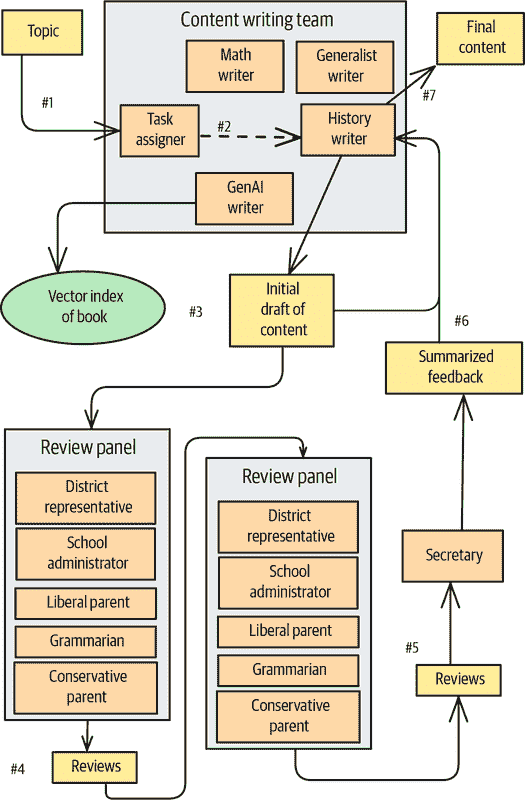 Topic
Content writing team
Final
content
Math
writer
Generalist
writer
#1
#7
Task
assigner
#2
History
writer
GenAI
writer
Vector index
of book
#3
Initial
draft of
content
#6
Summarized
feedback
Review panel
District
representative
School
administrator
Liberal parent
Grammarian
Conservative
parent
#4
Reviews
Review panel
District
representative
School
administrator
Liberal parent
Grammarian
Conservative
parent
Secretary
#5
Reviews